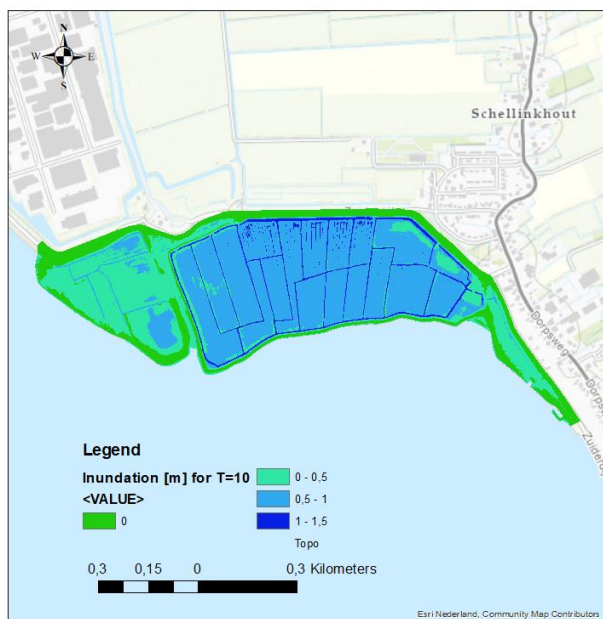 N
W E
S
Schellinkhout
Dorpsweg
Legend
Inundation [m] for T=10
<VALUE>
0
0 - 0,5
0,5 - 1
1 - 1,5
Topo
0,3 0,15 0 0,3 Kilometers
Esri Nederland, Community Map Contributors